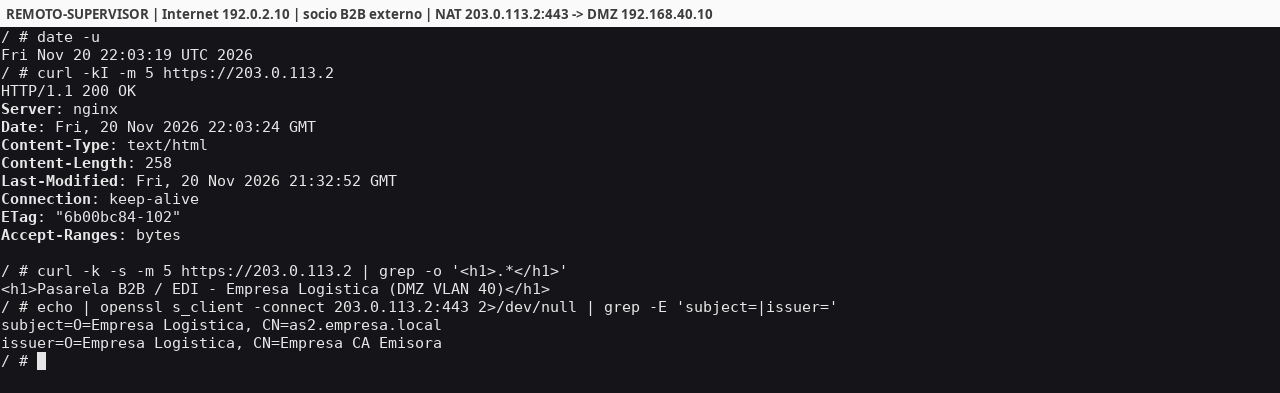 REMOTO-SUPERVISOR | Internet 192.0.2.10 | socio B2B externo | NAT 203.0.113.2:443 -> DMZ 192.168.40.10
/ # date -u
Fri Nov 20 22:03:19 UTC 2026
/ # curl -kI -m 5 https://203.0.113.2
HTTP/1.1 200 OK
Server: nginx
Date: Fri, 20 Nov 2026 22:03:24 GMT
Content-Type: text/html
Content-Length: 258
Last-Modified: Fri, 20 Nov 2026 21:32:52 GMT
Connection: keep-alive
ETag: "6b00bc84-102"
Accept-Ranges: bytes
/ # curl -k -s -m 5 https://203.0.113.2 | grep -o '<h1>.*</h1>'
<h1>Pasarela B2B / EDI - Empresa Logistica (DMZ VLAN 40)</h1>
/ # echo | openssl s_client -connect 203.0.113.2:443 2>/dev/null | grep -E 'subject=|issuer='
subject=O=Empresa Logistica, CN=as2.empresa.local
issuer=O=Empresa Logistica, CN=Empresa CA Emisora
/ #